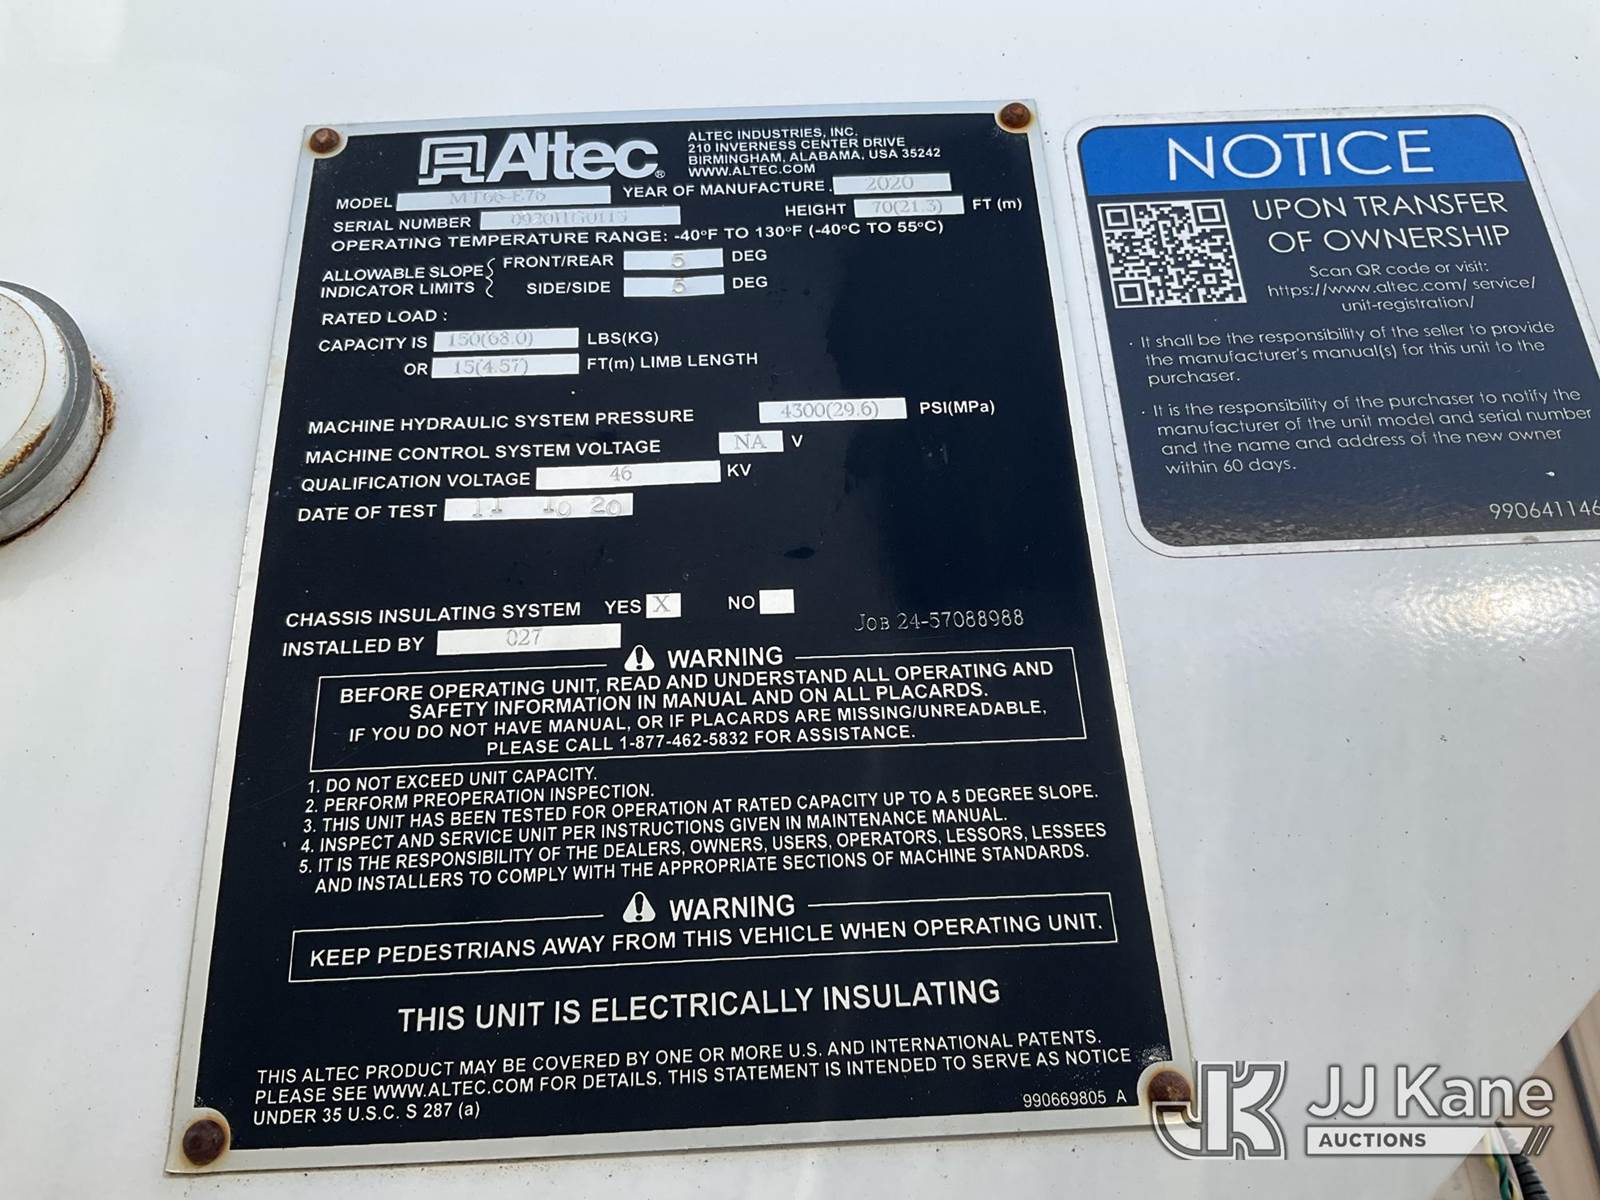 Altec
ALTEC INDUSTRIES, INC.
210 INVERNESS CENTER DRIVE
BIRMINGHAM, ALABAMA, USA 35242
WWW.ALTEC.COM
MODEL MT66-E76 YEAR OF MANUFACTURE. 2020
SERIAL NUMBER HEIGHT 70(21.3) FT (m)
OPERATING TEMPERATURE RANGE: -40°F TO 130°F (-40°C TO 55°C)
ALLOWABLE SLOPE INDICATOR LIMITS
FRONT/REAR 5 DEG
SIDE/SIDE 5 DEG
RATED LOAD :
CAPACITY IS 150(68.0) LBS(KG)
OR 15(4.57) FT(m) LIMB LENGTH
MACHINE HYDRAULIC SYSTEM PRESSURE 4300(29.6) PSI(MPa)
MACHINE CONTROL SYSTEM VOLTAGE NA V
QUALIFICATION VOLTAGE 46 KV
DATE OF TEST 11 10 20
CHASSIS INSULATING SYSTEM YES X NO
INSTALLED BY 027
JOB 24-57088988
WARNING
BEFORE OPERATING UNIT, READ AND UNDERSTAND ALL OPERATING AND
SAFETY INFORMATION IN MANUAL AND ON ALL PLACARDS.
IF YOU DO NOT HAVE MANUAL, OR IF PLACARDS ARE MISSING/UNREADABLE,
PLEASE CALL 1-877-462-5832 FOR ASSISTANCE.
1. DO NOT EXCEED UNIT CAPACITY.
2. PERFORM PREOPERATION INSPECTION.
3. THIS UNIT HAS BEEN TESTED FOR OPERATION AT RATED CAPACITY UP TO A 5 DEGREE SLOPE.
4. INSPECT AND SERVICE UNIT PER INSTRUCTIONS GIVEN IN MAINTENANCE MANUAL.
5. IT IS THE RESPONSIBILITY OF THE DEALERS, OWNERS, USERS, OPERATORS, LESSORS, LESSEES
AND INSTALLERS TO COMPLY WITH THE APPROPRIATE SECTIONS OF MACHINE STANDARDS.
WARNING
KEEP PEDESTRIANS AWAY FROM THIS VEHICLE WHEN OPERATING UNIT.
THIS UNIT IS ELECTRICALLY INSULATING
THIS ALTEC PRODUCT MAY BE COVERED BY ONE OR MORE U.S. AND INTERNATIONAL PATENTS.
PLEASE SEE WWW.ALTEC.COM FOR DETAILS. THIS STATEMENT IS INTENDED TO SERVE AS NOTICE
UNDER 35 U.S.C. S 287 (a)
990669805 A
NOTICE
UPON TRANSFER
OF OWNERSHIP
Scan QR code or visit:
https://www.altec.com/ service/
unit-registration/
· It shall be the responsibility of the seller to provide
the manufacturer's manual(s) for this unit to the
purchaser.
· It is the responsibility of the purchaser to notify the
manufacturer of the unit model and serial number
and the name and address of the new owner
within 60 days.
990641146
JK JJ Kane
AUCTIONS